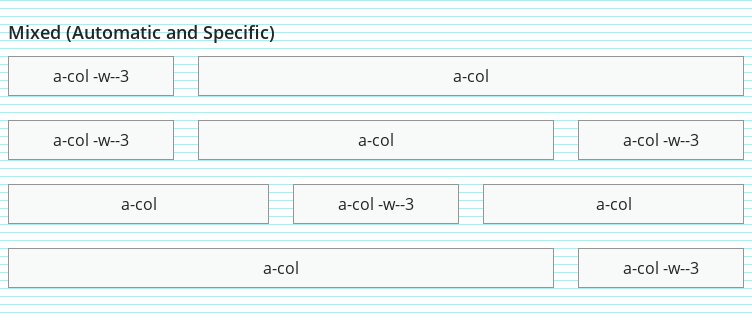 Mixed (Automatic and Specific)
a-col -w--3 a-col
a-col -w--3 a-col a-col -w--3
a-col a-col -w--3 a-col
a-col a-col -w--3